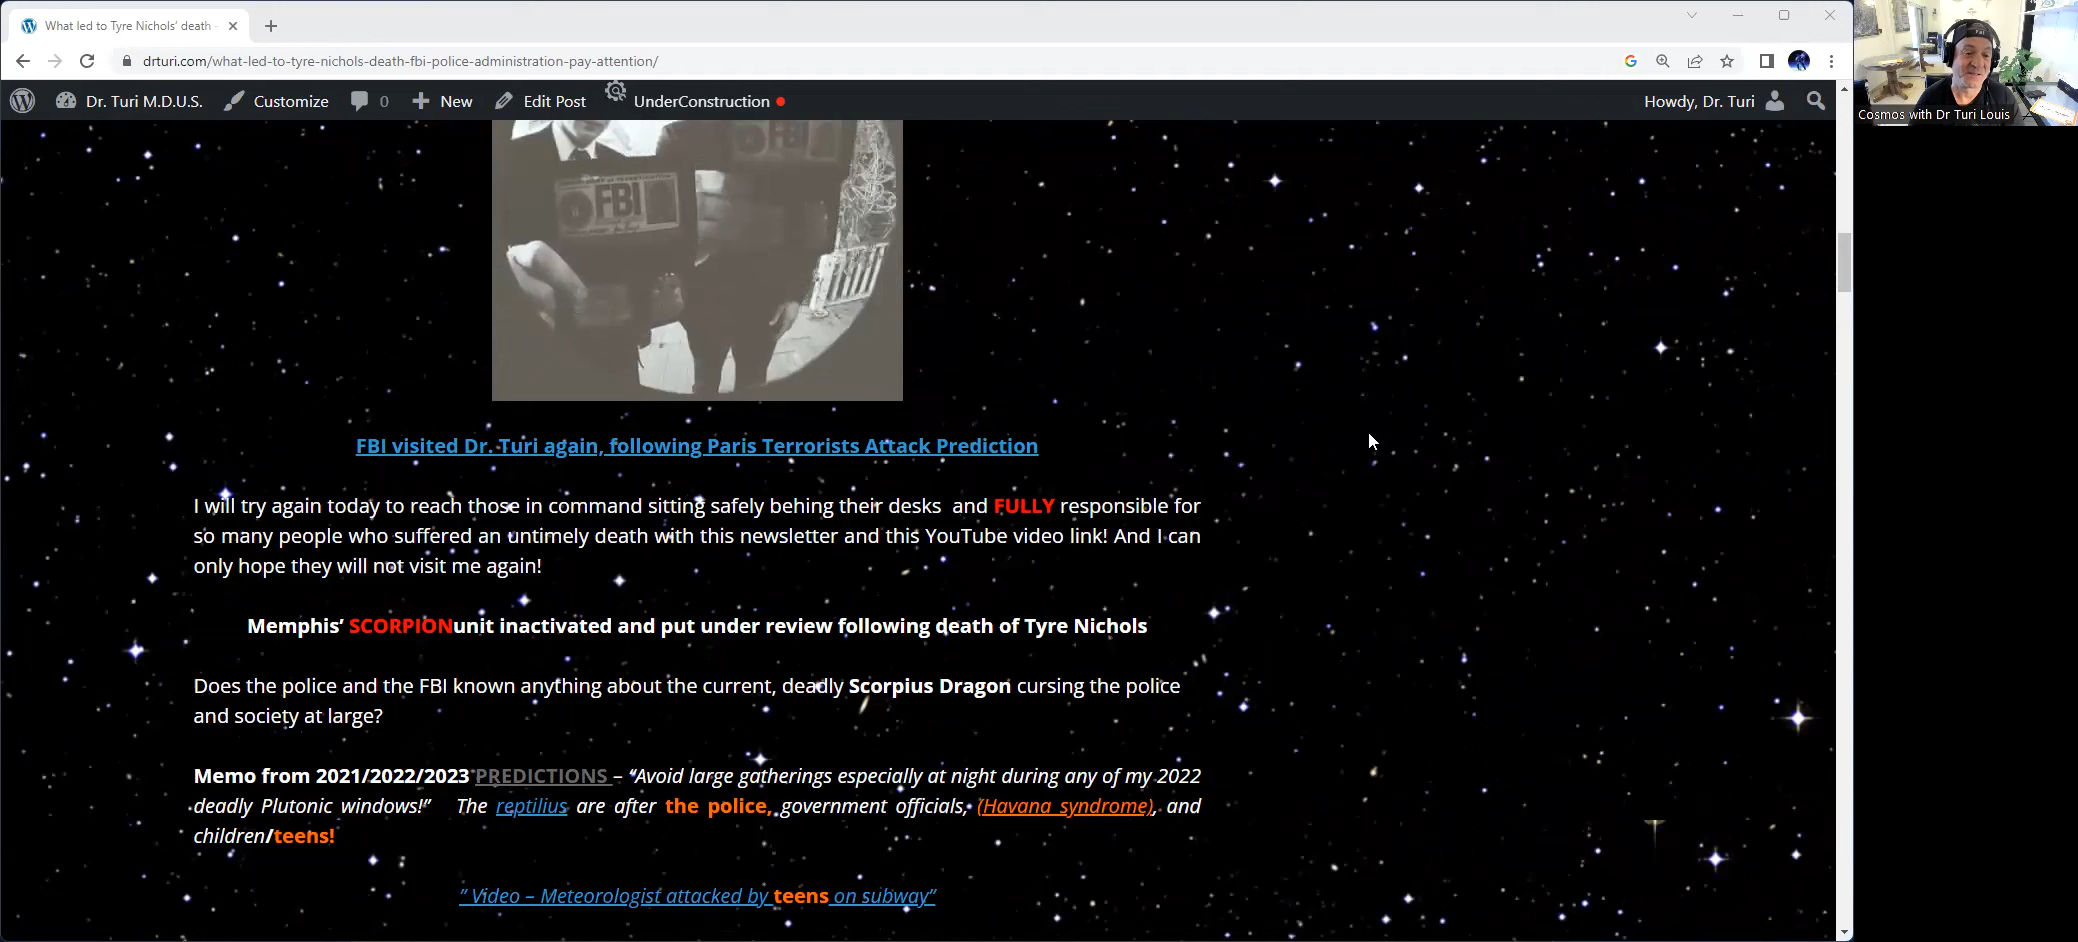 What led to Tyre Nichols' death -
drturi.com/what-led-to-tyre-nichols-death-fbi-police-administration-pay-attention/
Dr. Turi M.D.U.S.
Customize
0
New
Edit Post
UnderConstruction
Howdy, Dr. Turi
Cosmos with Dr Turi Louis
FBI
FBI
FBI visited Dr. Turi again, following Paris Terrorists Attack Prediction
I will try again today to reach those in command sitting safely behing their desks and FULLY responsible for
so many people who suffered an untimely death with this newsletter and this YouTube video link! And I can
only hope they will not visit me again!
Memphis' SCORPIONunit inactivated and put under review following death of Tyre Nichols
Does the police and the FBI known anything about the current, deadly Scorpius Dragon cursing the police
and society at large?
Memo from 2021/2022/2023 PREDICTIONS – "Avoid large gatherings especially at night during any of my 2022
deadly Plutonic windows!" The reptilius are after the police, government officials, (Havana syndrome), and
children/teens!
" Video – Meteorologist attacked by teens on subway"